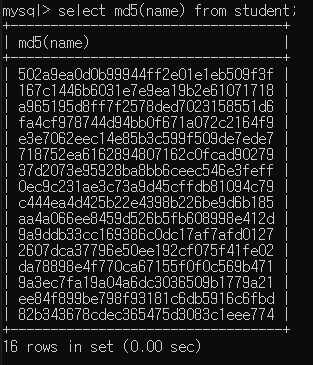 mysql> select md5(name) from student;
+----------------------------------+
| md5(name)                        |
+----------------------------------+
| 502a9ea0d0b99944ff2e01e1eb509f3f |
| 167c1446b6031e7e9ea19b2e61071718 |
| a965195d8ff7f2578ded7023158551d6 |
| fa4cf978744d94bb0f671a072c2164f9 |
| e3e7062eec14e85b3c599f509de7ede7 |
| 718752ea6162894807162c0fcad90279 |
| 37d2073e95928ba8bb6ceec546e3feff |
| 0ec9c231ae3c73a9d45cffdb81094c79 |
| c444ea4d425b22e4398b226be9d6b185 |
| aa4a066ee8459d526b5fb608998e412d |
| 9a9ddb33cc169386c0dc17af7afd0127 |
| 2607dca37796e50ee192cf075f41fe02 |
| da78898e4f770ca67155f0f0c569b471 |
| 9a3ec7fa19a04a6dc3036509b1779a21 |
| ee84f899be798f93181c6db5916c6fbd |
| 82b343678cdec365475d3083c1eee774 |
+----------------------------------+
16 rows in set (0.00 sec)